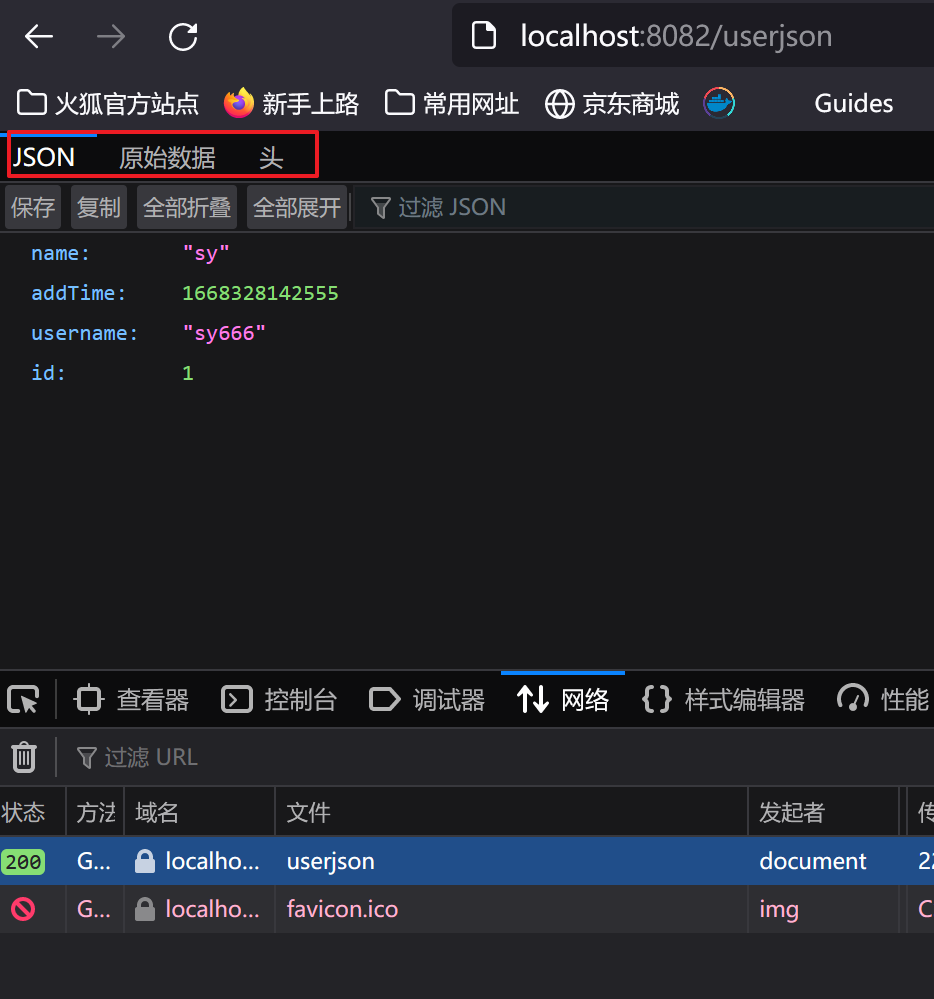 localhost:8082/userjson
火狐官方站点 新手上路 常用网址 京东商城 Guides
JSON 原始数据 头
保存 复制 全部折叠 全部展开 过滤 JSON
name: "sy"
addTime: 1668328142555
username: "sy666"
id: 1
查看器 控制台 调试器 网络 样式编辑器 性能
过滤 URL
状态 方法 域名 文件 发起者 传
200 G... localho... userjson document 22
G... localho... favicon.ico img C